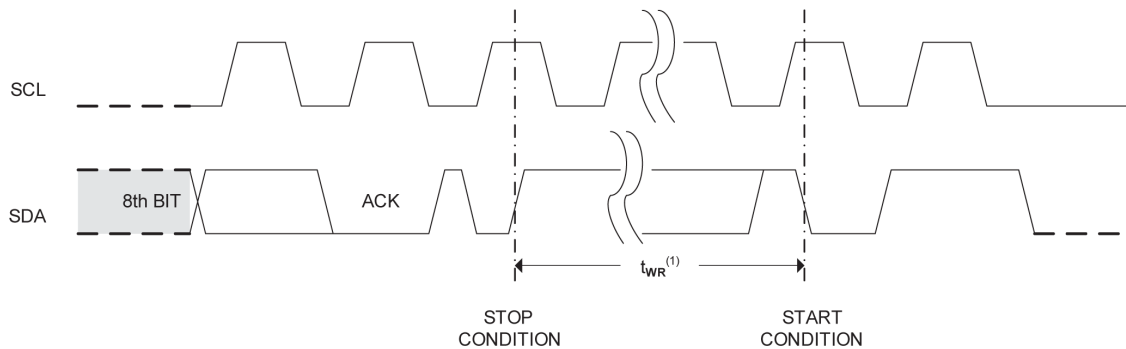 SCL
8th BIT
ACK
SDA
tWR(1)
STOP
CONDITION
START
CONDITION